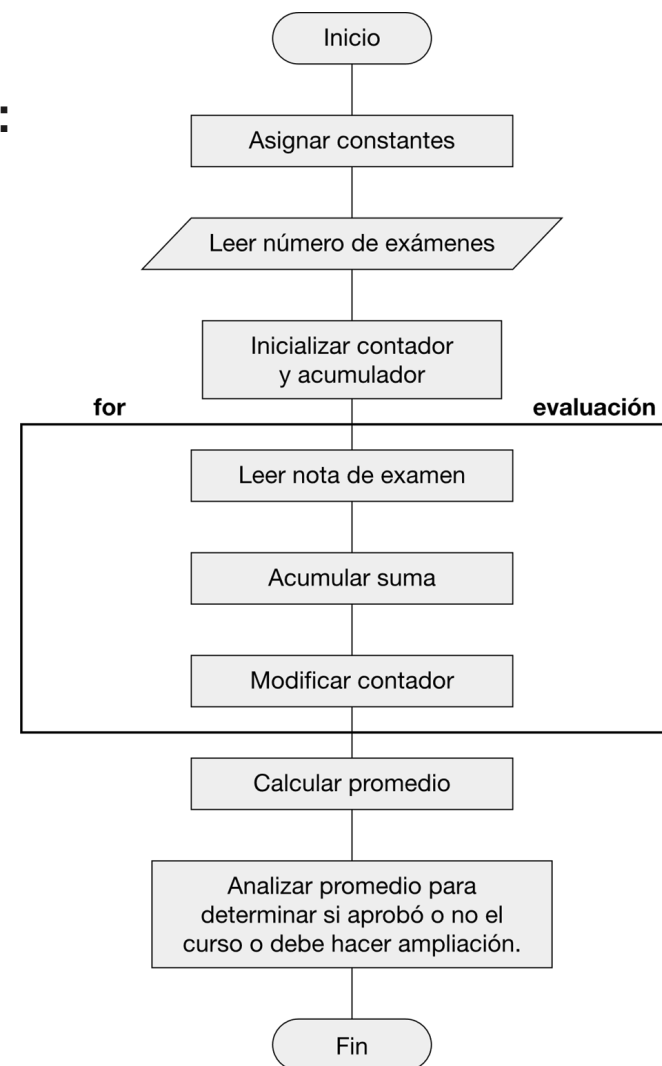 Inicio
:
Asignar constantes
Leer número de exámenes
Inicializar contador
y acumulador
for evaluación
Leer nota de examen
Acumular suma
Modificar contador
Calcular promedio
Analizar promedio para
determinar si aprobó o no el
curso o debe hacer ampliación.
Fin